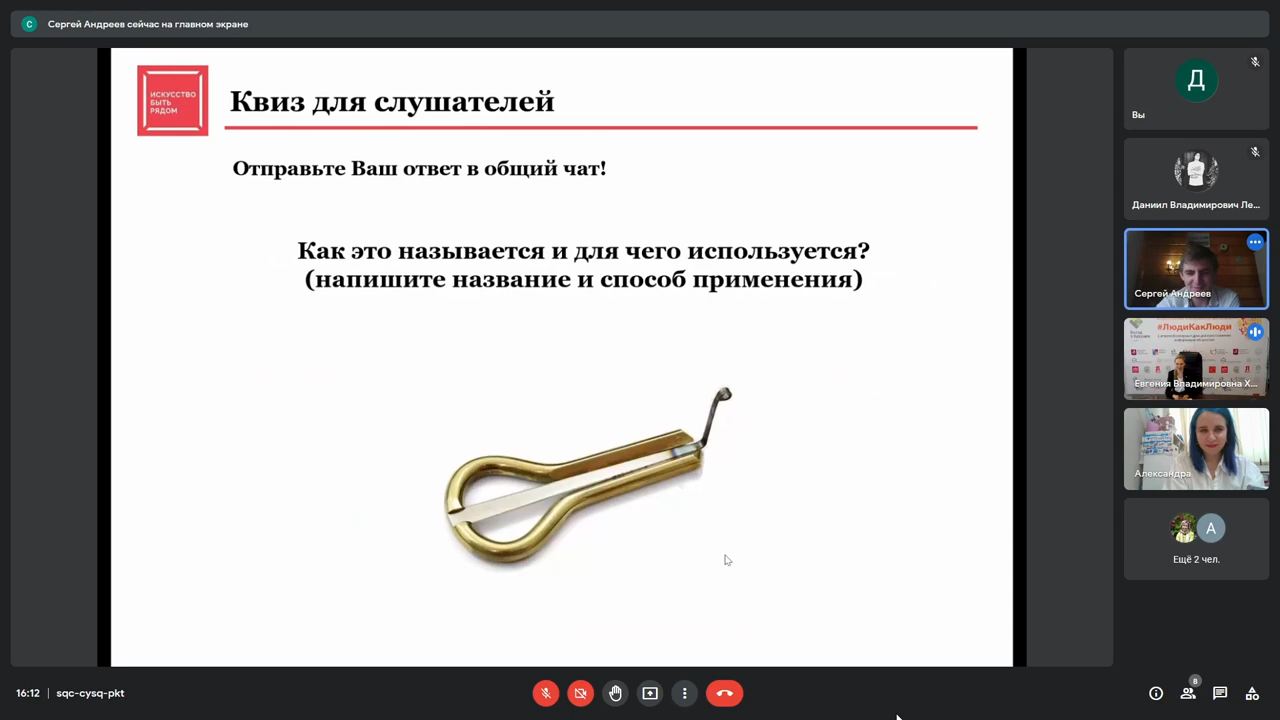 С
Сергей Андреев сейчас на главном экране
ИСКУССТВО
БЫТЬ
РЯДОМ
Квиз для слушателей
Отправьте Ваш ответ в общий чат!
Как это называется и для чего используется?
(напишите название и способ применения)
Д
Вы
Даниил Владимирович Ле...
Сергей Андреев
#ЛюдиКакЛюди
Евгения Владимировна Х...
Александра
А
Ещё 2 чел.
16:12 | sqc-cysq-pkt
8